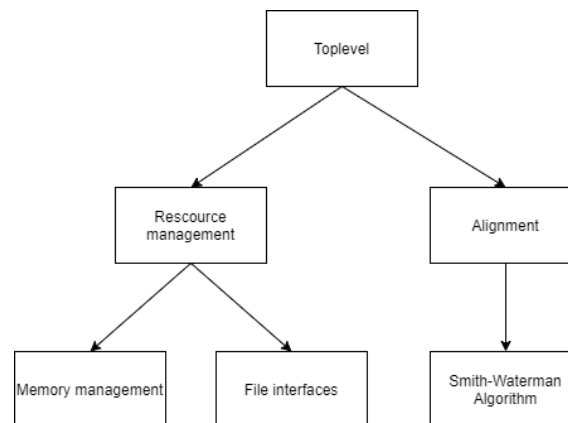 Toplevel
Rescource
management
Alignment
Memory management
File interfaces
Smith-Waterman
Algorithm